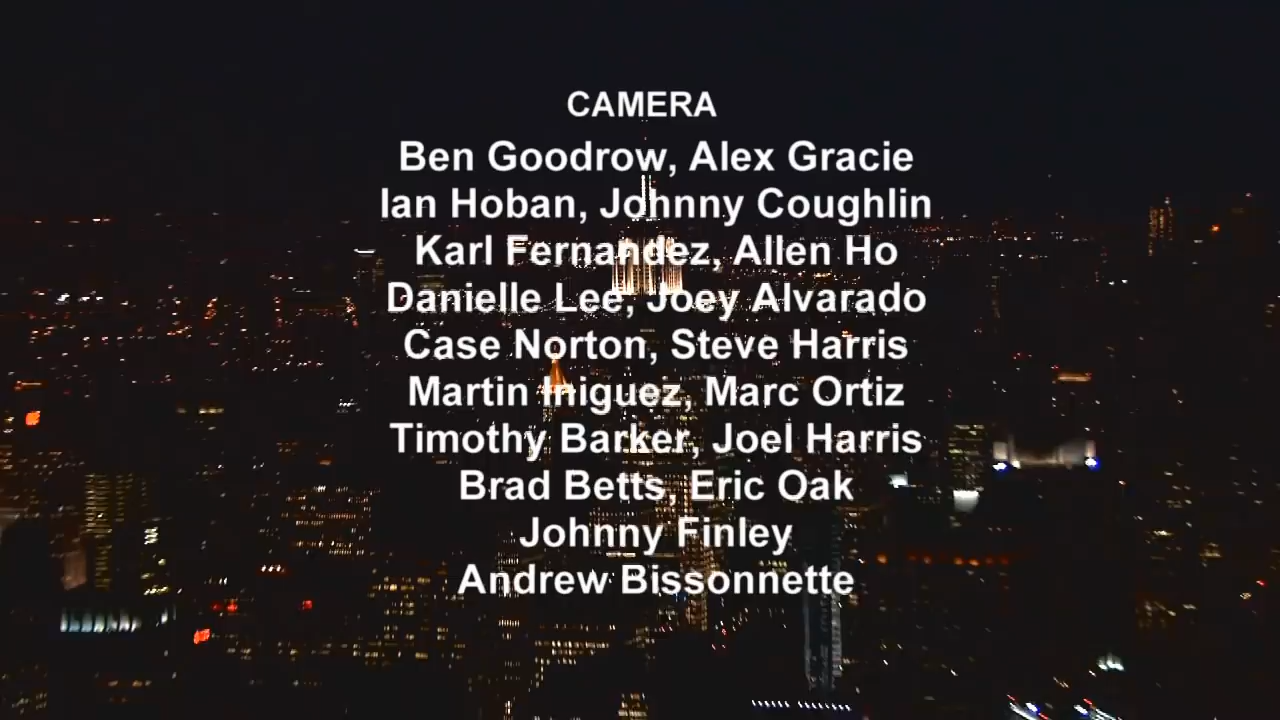 CAMERA
Ben Goodrow, Alex Gracie
Ian Hoban, Johnny Coughlin
Karl Fernandez, Allen Ho
Danielle Lee, Joey Alvarado
Case Norton, Steve Harris
Martin Iniguez, Marc Ortiz
Timothy Barker, Joel Harris
Brad Betts, Eric Oak
Johnny Finley
Andrew Bissonnette